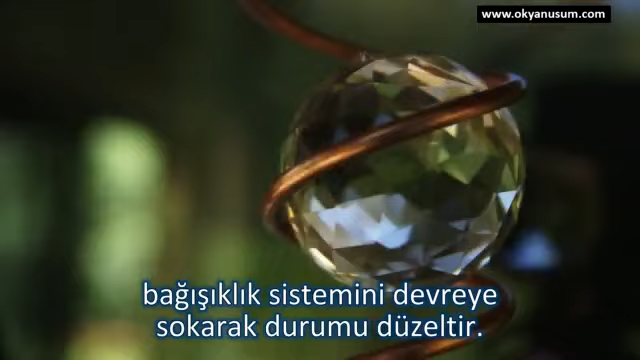 www.okyanusum.com
bağışıklık sistemini devreye
sokarak durumu düzeltir.